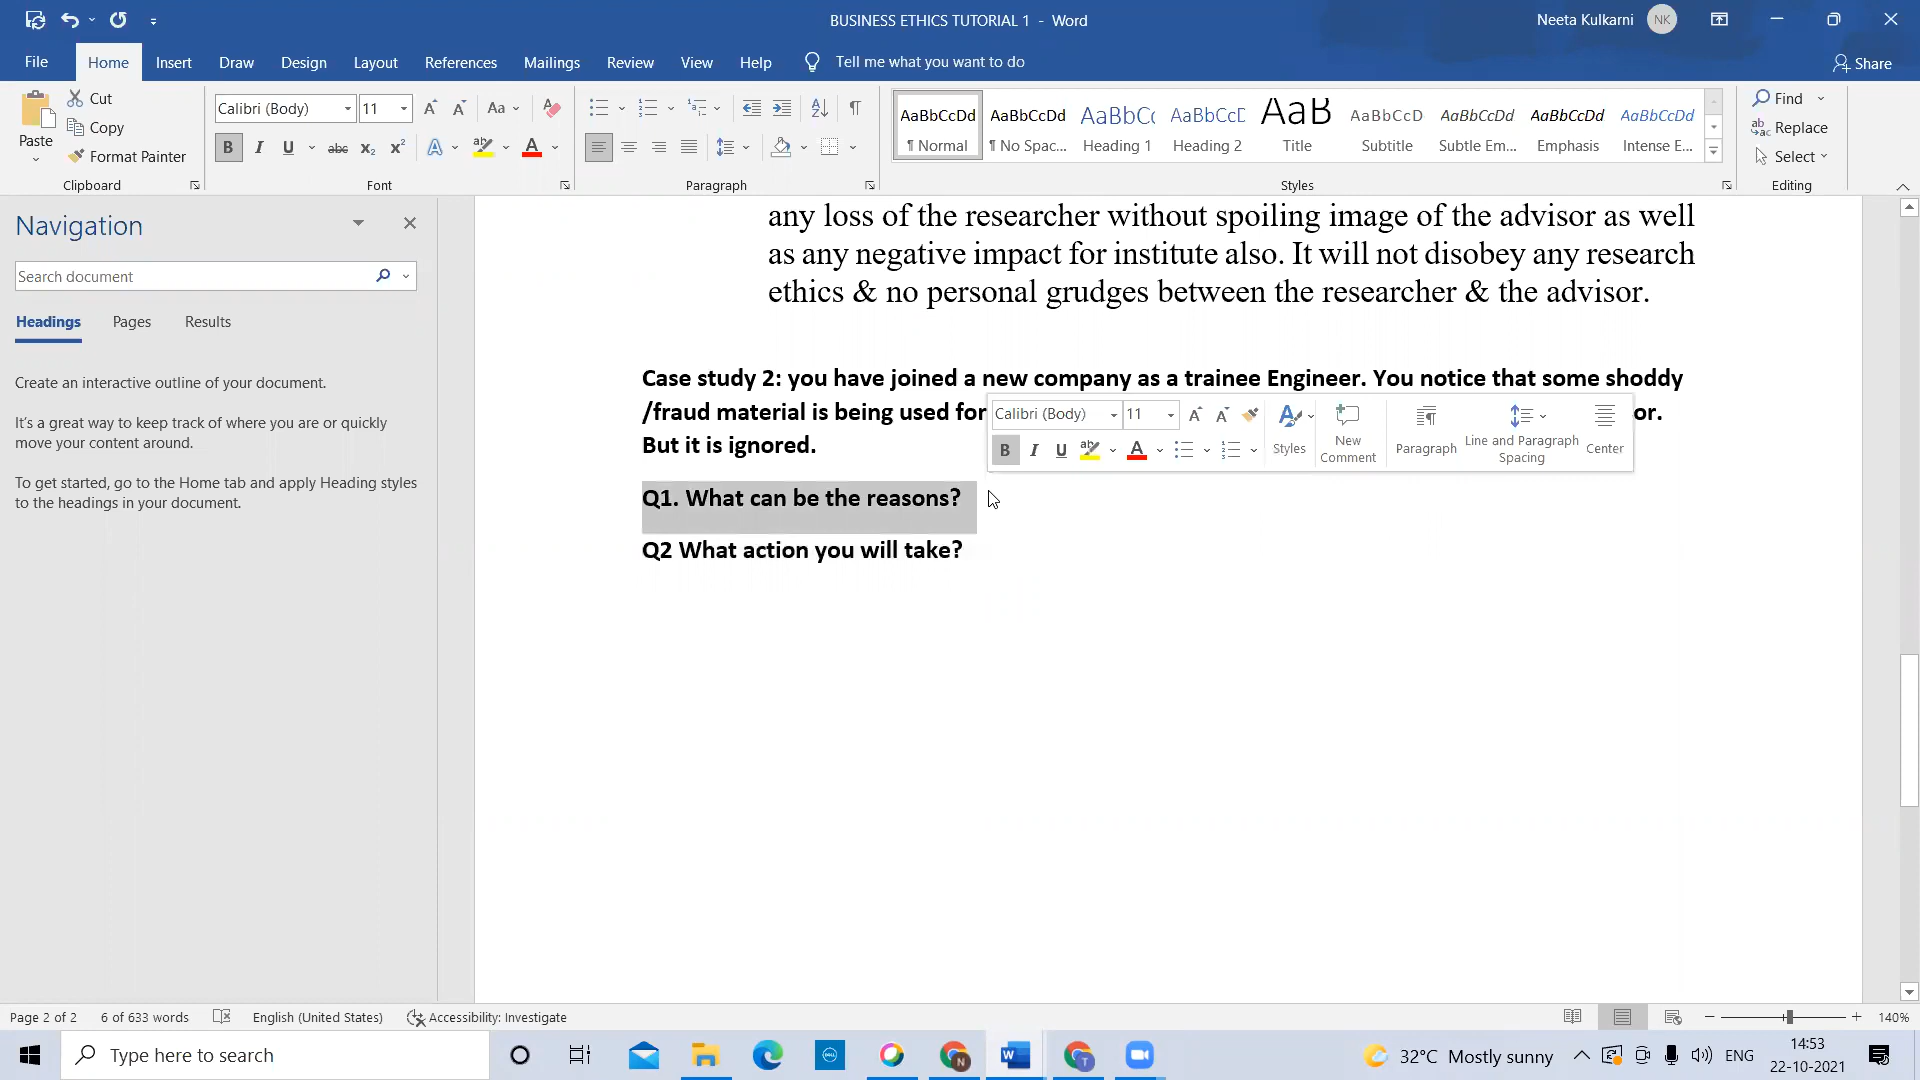 BUSINESS ETHICS TUTORIAL 1 - Word
Neeta Kulkarni NK
File Home Insert Draw Design Layout References Mailings Review View Help Tell me what you want to do Share
Paste Cut Copy Format Painter Clipboard
Calibri (Body) 11 Aa
B I U abc x₂ x² A ab A
Font
Paragraph
AaBbCcDd AaBbCcDd AaBbCc AaBbCcD AaB AaBbCcD AaBbCcDd AaBbCcDd AaBbCcDd
¶ Normal ¶ No Spac... Heading 1 Heading 2 Title Subtitle Subtle Em... Emphasis Intense E...
Styles
Find
Replace
Select
Editing
Navigation
Search document
Headings Pages Results
Create an interactive outline of your document.
It's a great way to keep track of where you are or quickly
move your content around.
To get started, go to the Home tab and apply Heading styles
to the headings in your document.
any loss of the researcher without spoiling image of the advisor as well
as any negative impact for institute also. It will not disobey any research
ethics & no personal grudges between the researcher & the advisor.
Case study 2: you have joined a new company as a trainee Engineer. You notice that some shoddy
/fraud material is being used for or.
But it is ignored.
Calibri (Body) 11
B I U ab A
Styles
New
Comment
Paragraph
Line and Paragraph
Spacing
Center
Q1. What can be the reasons?
Q2 What action you will take?
Page 2 of 2 6 of 633 words English (United States) Accessibility: Investigate 140%
Type here to search
DELL
N
W
T
32°C Mostly sunny
ENG
14:53
22-10-2021